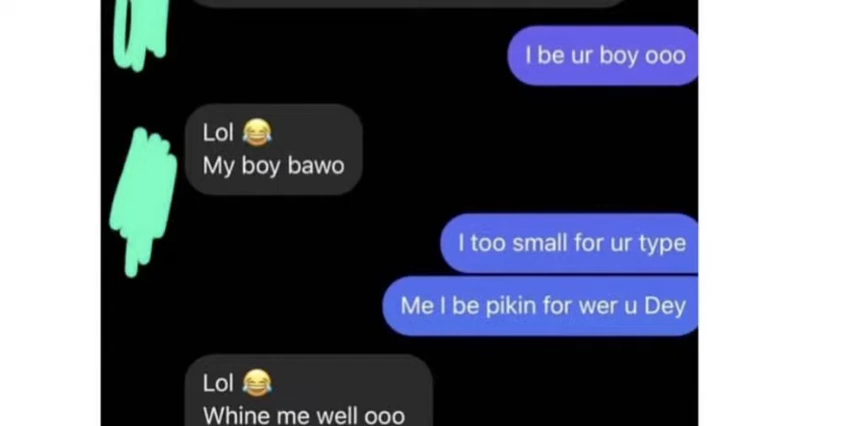 I be ur boy ooo
Lol 😂
My boy bawo
I too small for ur type
Me I be pikin for wer u Dey
Lol 😂
Whine me well ooo